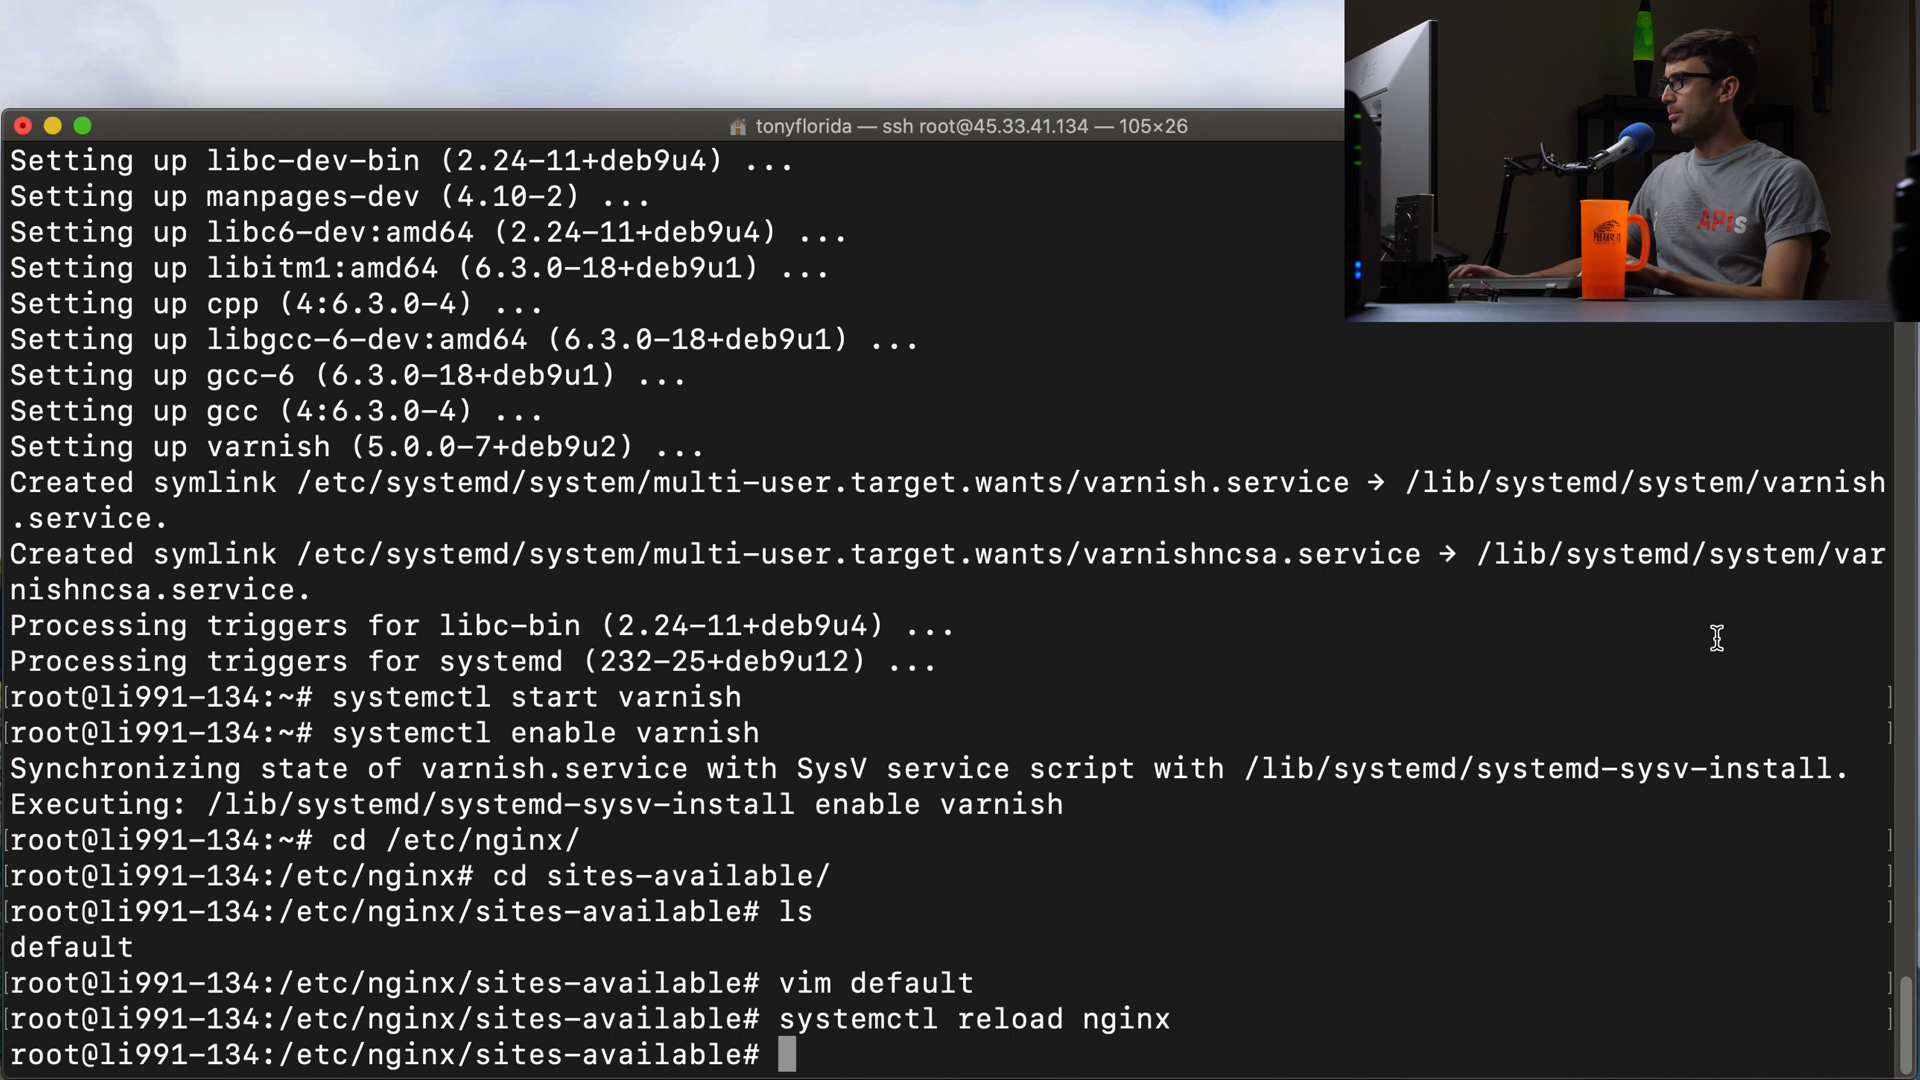 tonyflorida — ssh root@45.33.41.134 — 105×26
APIs
Setting up libc-dev-bin (2.24-11+deb9u4) ...
Setting up manpages-dev (4.10-2) ...
Setting up libc6-dev:amd64 (2.24-11+deb9u4) ...
Setting up libitm1:amd64 (6.3.0-18+deb9u1) ...
Setting up cpp (4:6.3.0-4) ...
Setting up libgcc-6-dev:amd64 (6.3.0-18+deb9u1) ...
Setting up gcc-6 (6.3.0-18+deb9u1) ...
Setting up gcc (4:6.3.0-4) ...
Setting up varnish (5.0.0-7+deb9u2) ...
Created symlink /etc/systemd/system/multi-user.target.wants/varnish.service → /lib/systemd/system/varnish
.service.
Created symlink /etc/systemd/system/multi-user.target.wants/varnishncsa.service → /lib/systemd/system/var
nishncsa.service.
Processing triggers for libc-bin (2.24-11+deb9u4) ...
Processing triggers for systemd (232-25+deb9u12) ...
[root@li991-134:~# systemctl start varnish ]
[root@li991-134:~# systemctl enable varnish ]
Synchronizing state of varnish.service with SysV service script with /lib/systemd/systemd-sysv-install.
Executing: /lib/systemd/systemd-sysv-install enable varnish
[root@li991-134:~# cd /etc/nginx/ ]
[root@li991-134:/etc/nginx# cd sites-available/ ]
[root@li991-134:/etc/nginx/sites-available# ls ]
default
[root@li991-134:/etc/nginx/sites-available# vim default ]
[root@li991-134:/etc/nginx/sites-available# systemctl reload nginx ]
root@li991-134:/etc/nginx/sites-available#